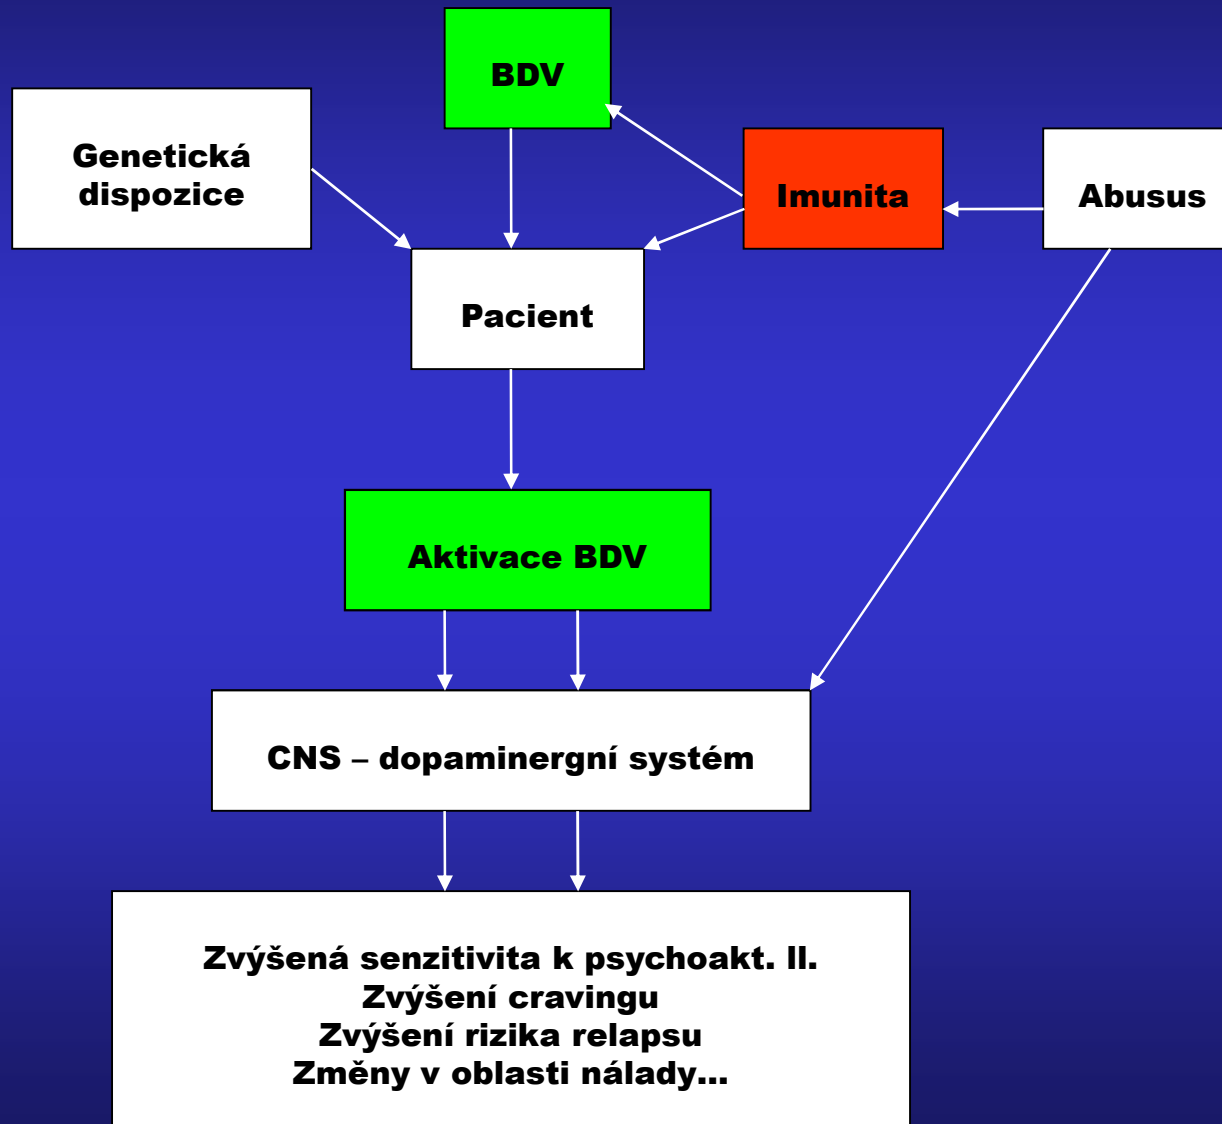 BDV
Genetická
dispozice
Imunita
Abusus
Pacient
Aktivace BDV
CNS – dopaminergní systém
Zvýšená senzitivita k psychoakt. ll.
Zvýšení cravingu
Zvýšení rizika relapsu
Změny v oblasti nálady...